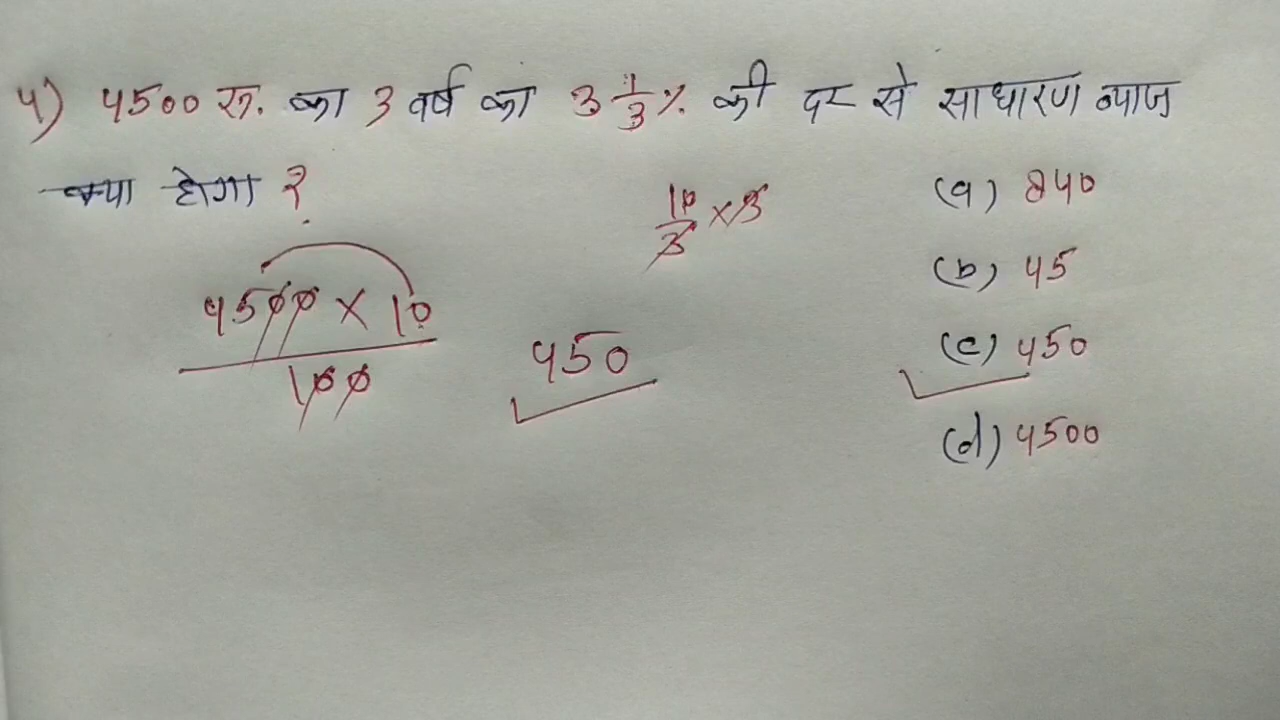 4) 4500 रु. का 3 वर्ष का 3 1/3 % की दर से साधारण ब्याज
क्या होगा ?
10/3 × 3
4500 × 10
100
450
(a) 240
(b) 45
(c) 450
(d) 4500